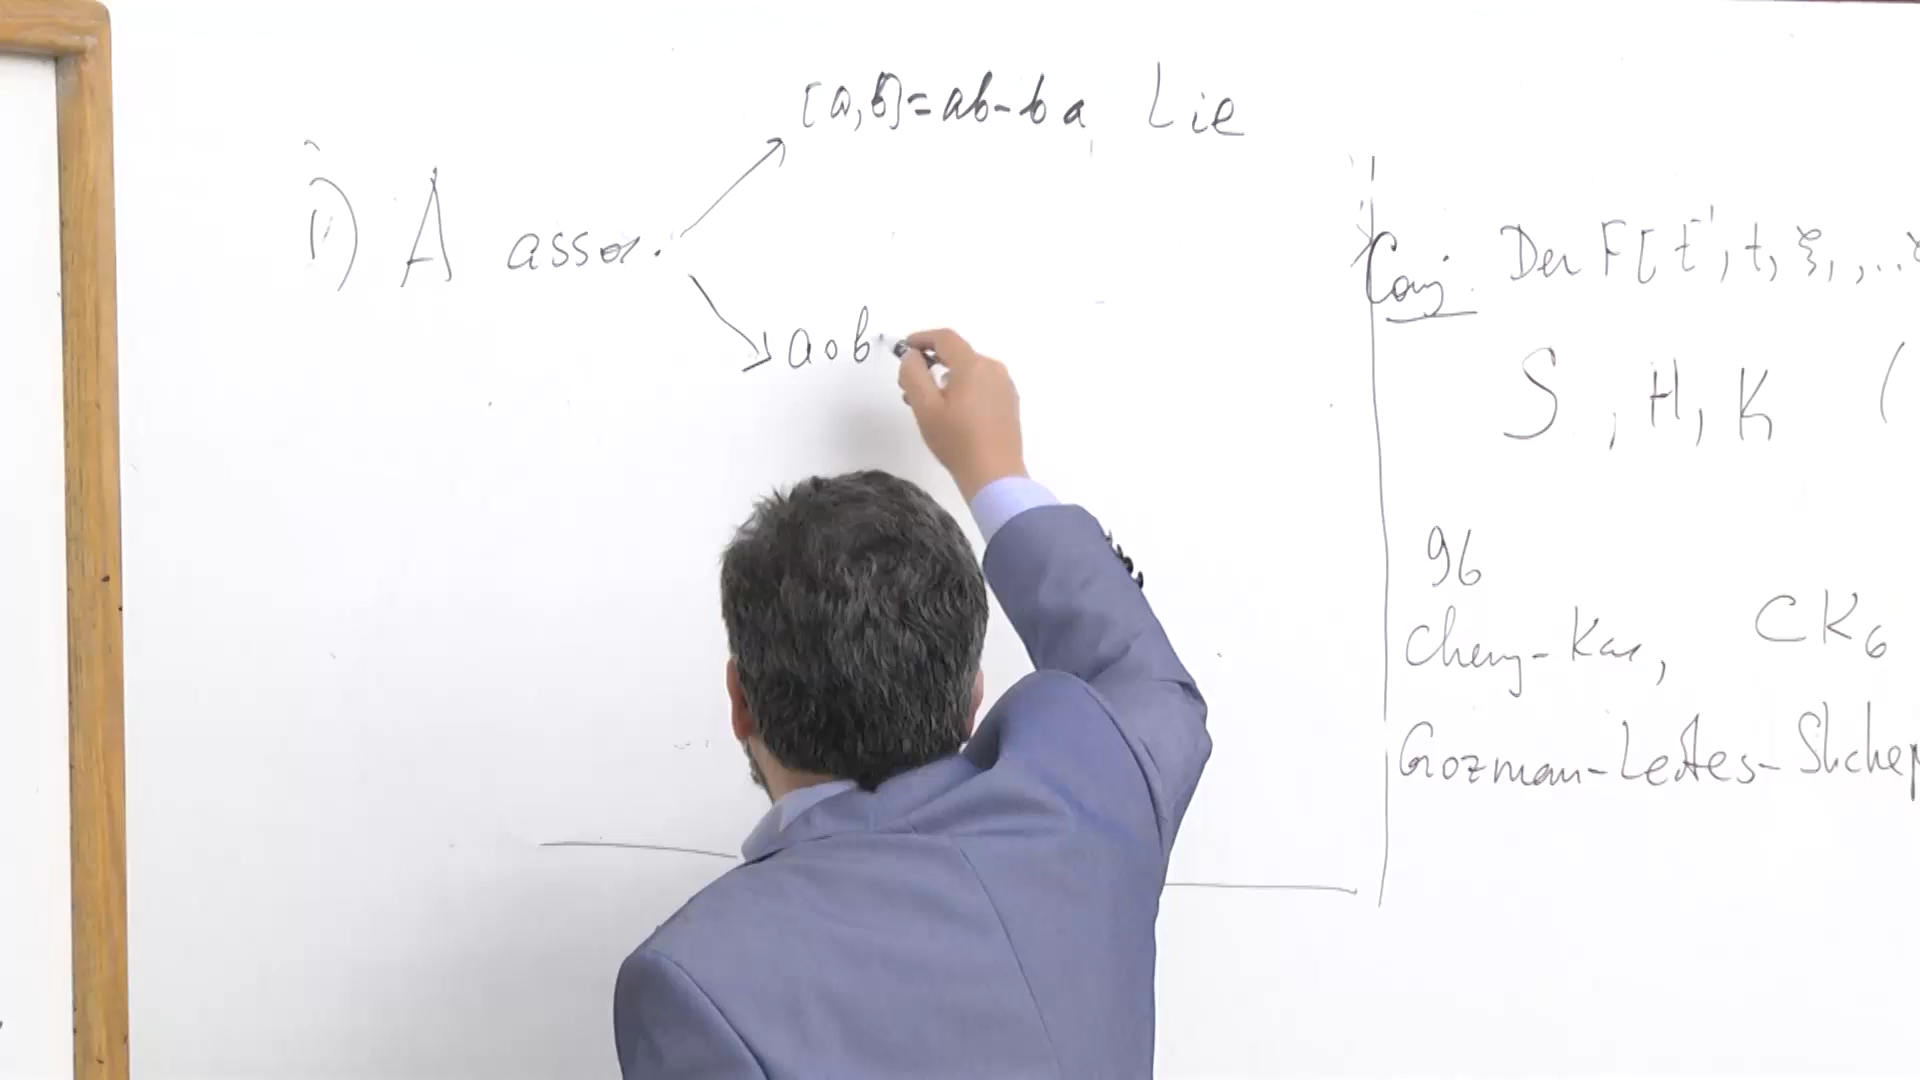 [a,b]=ab-ba Lie
1) A assoc.
a∘b
Conj. Der F[t⁻¹, t, ξ₁, ...
S, H, K (
96
Cheng-Kac, CK₆
Grozman-Leites-Shchep